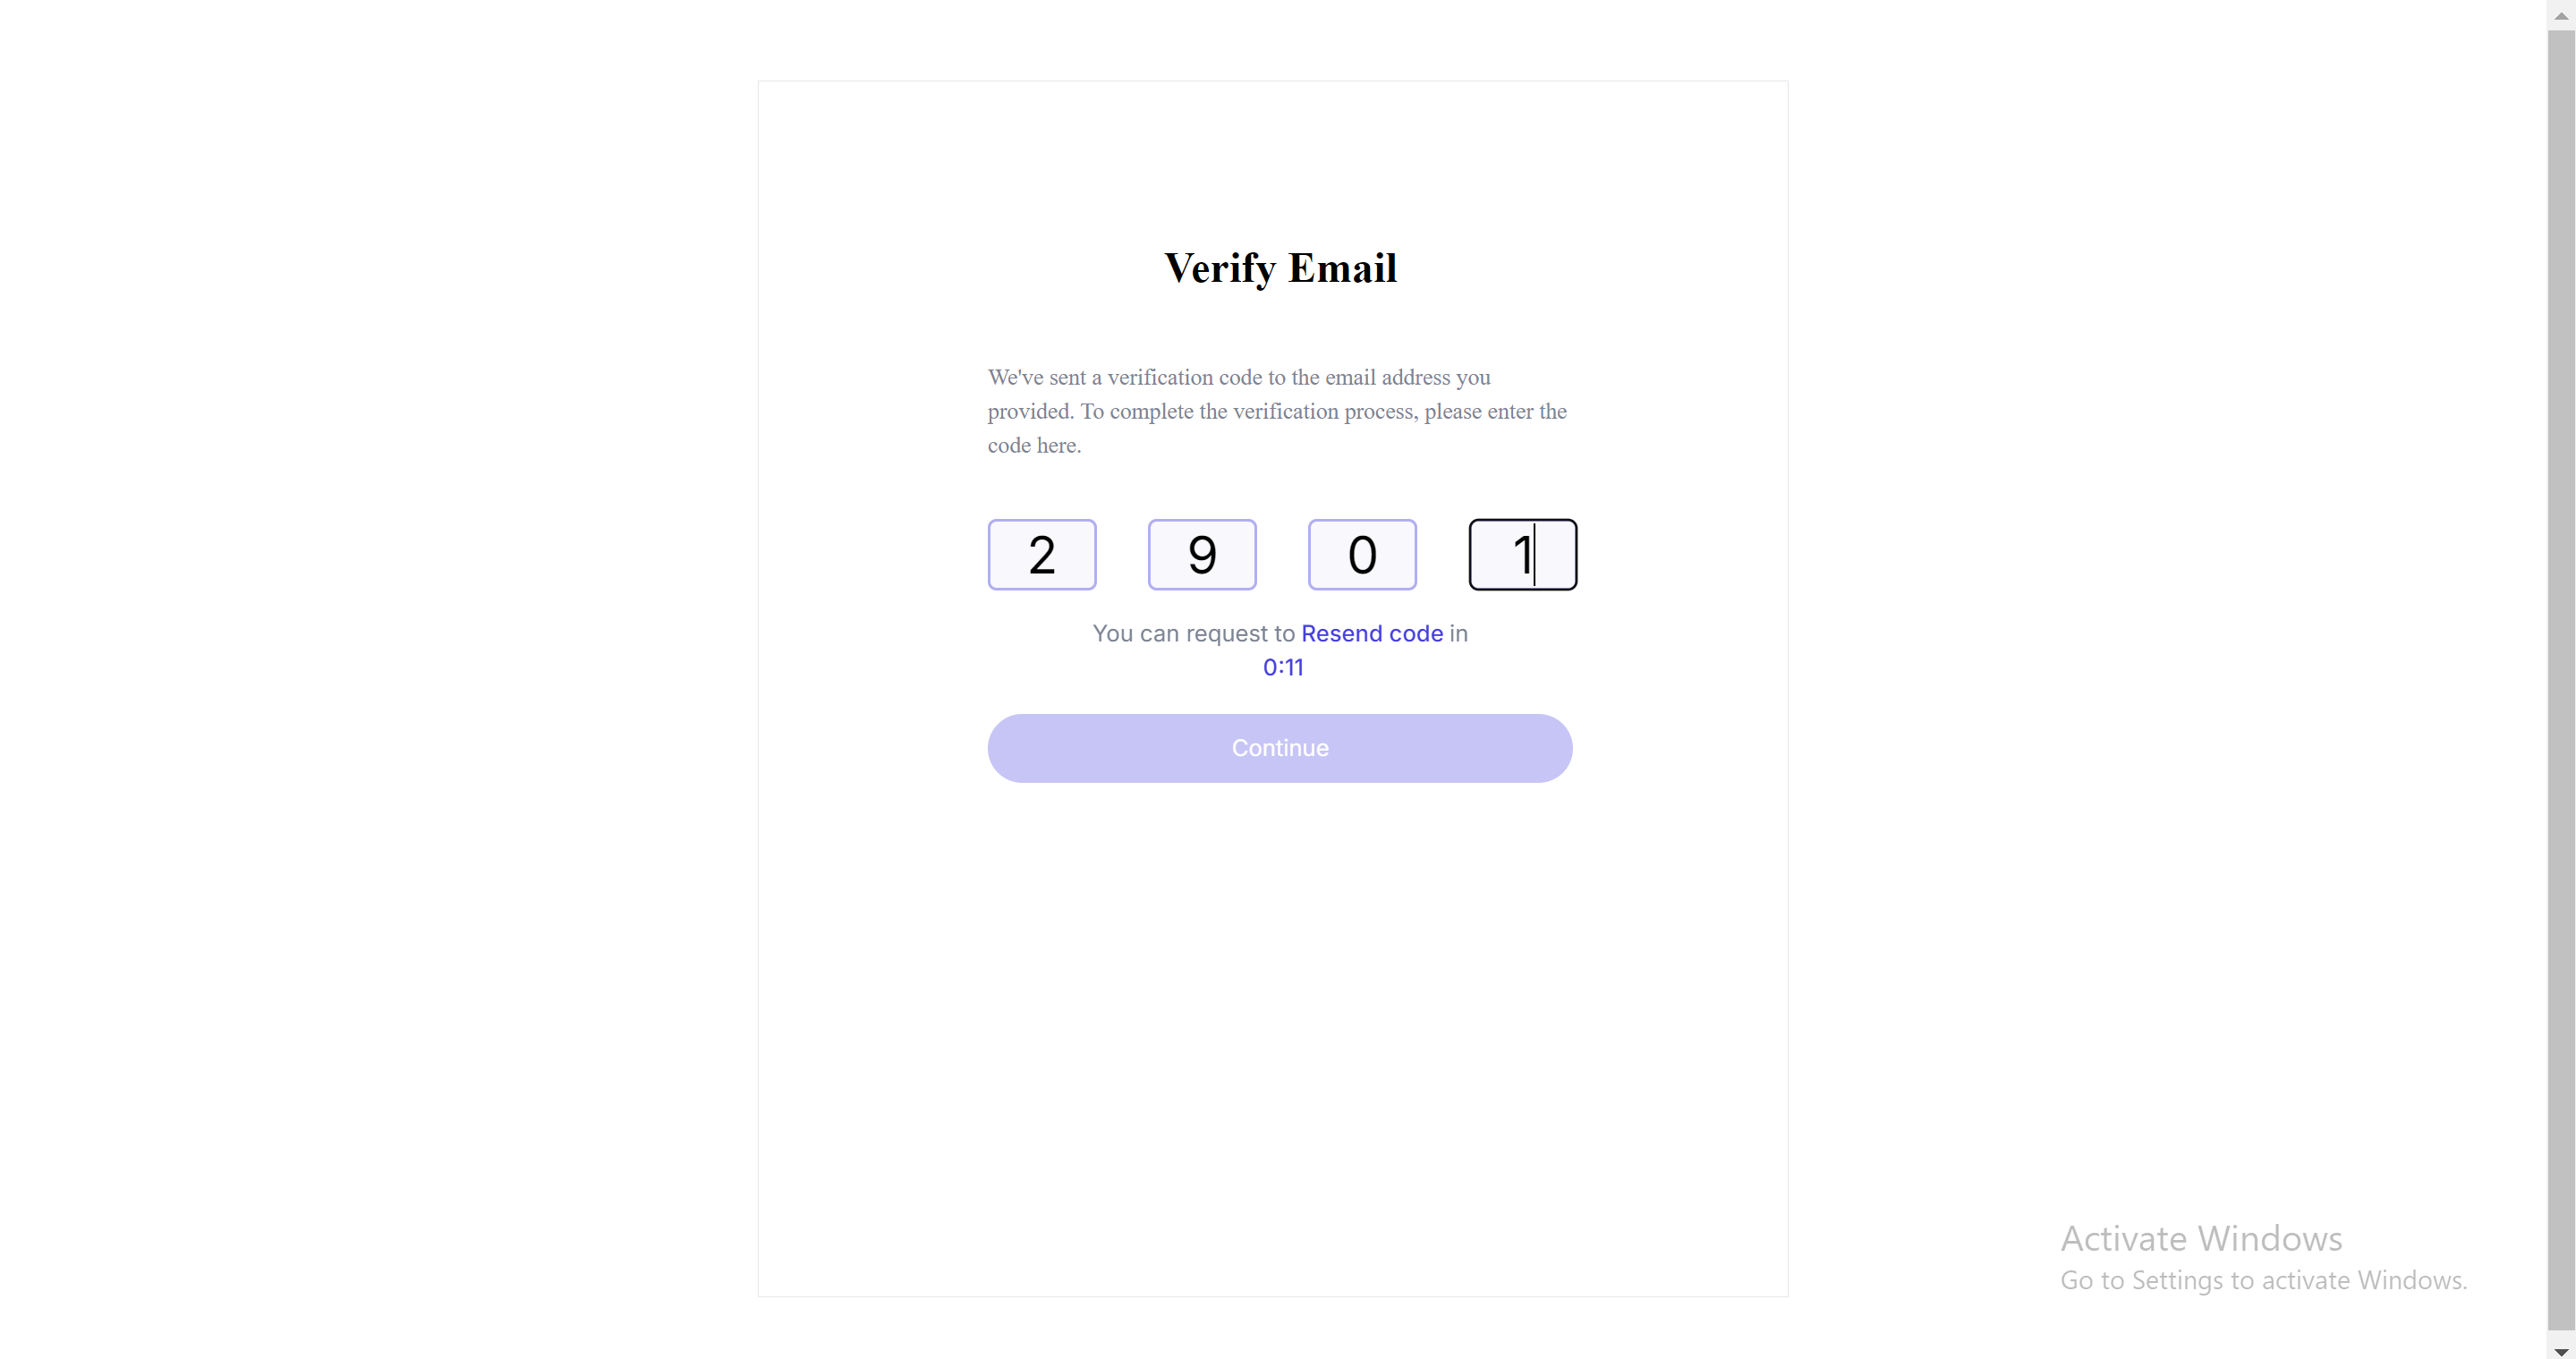 Verify Email
We've sent a verification code to the email address you
provided. To complete the verification process, please enter the
code here.
2 9 0 1
You can request to Resend code in
0:11
Continue
Activate Windows
Go to Settings to activate Windows.